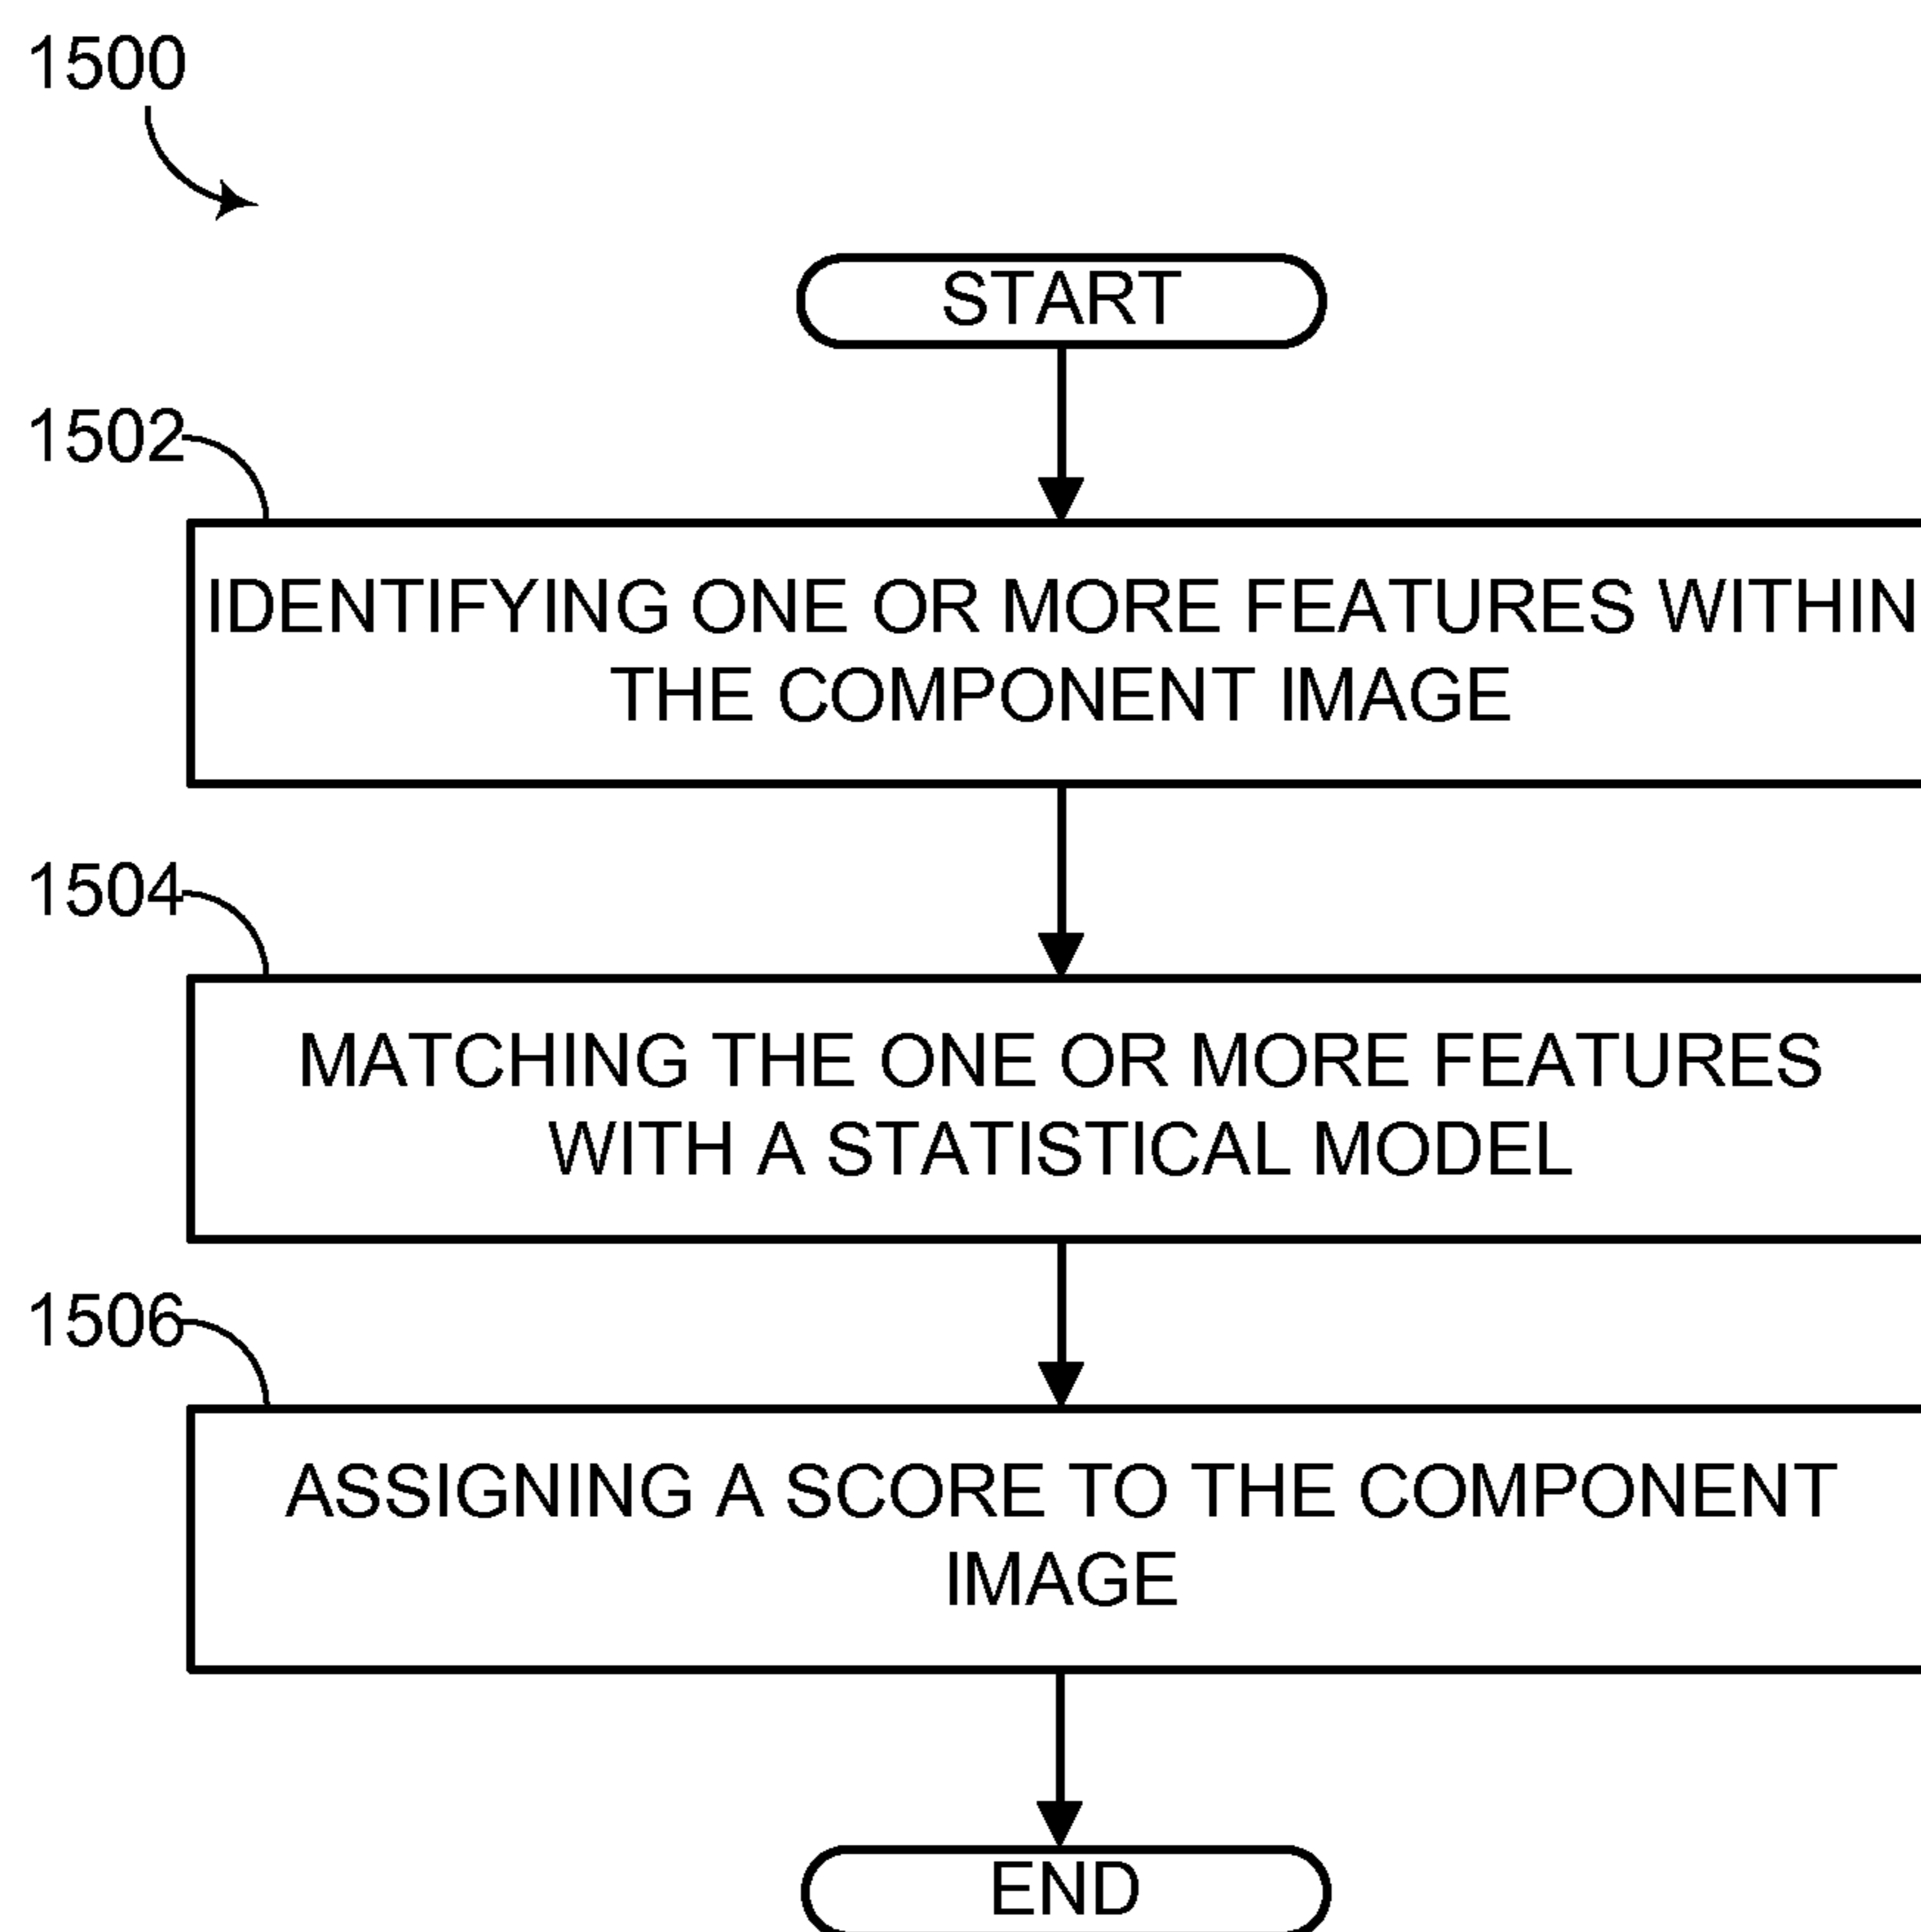 1500
START
1502
IDENTIFYING ONE OR MORE FEATURES WITHIN
THE COMPONENT IMAGE
1504
MATCHING THE ONE OR MORE FEATURES
WITH A STATISTICAL MODEL
1506
ASSIGNING A SCORE TO THE COMPONENT
IMAGE
END